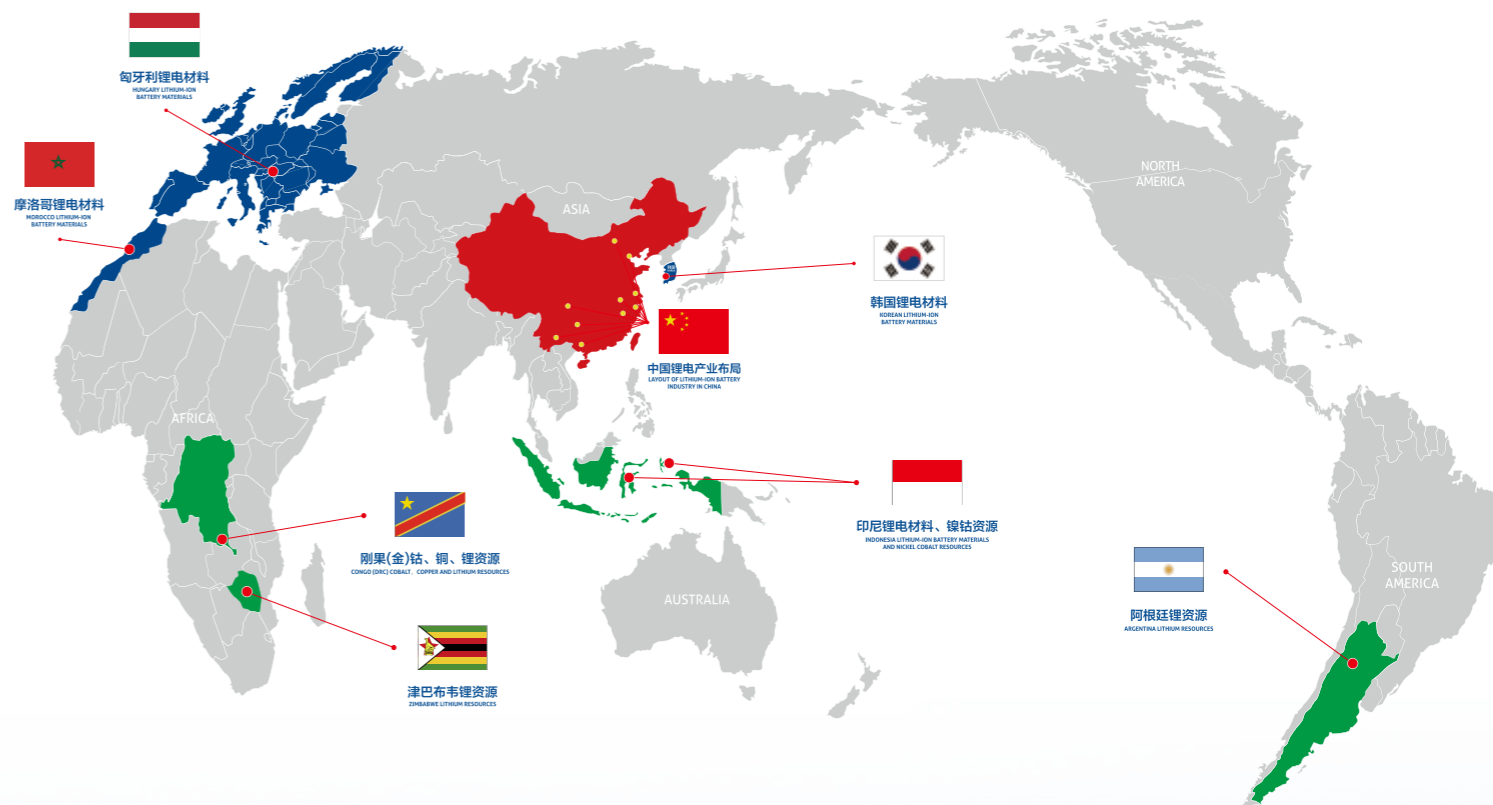 匈牙利锂电材料
HUNGARY LITHIUM-ION
BATTERY MATERIALS
摩洛哥锂电材料
MOROCCO LITHIUM-ION
BATTERY MATERIALS
ASIA
NORTH
AMERICA
韩国锂电材料
KOREAN LITHIUM-ION
BATTERY MATERIALS
中国锂电产业布局
LAYOUT OF LITHIUM-ION BATTERY
INDUSTRY IN CHINA
AFRICA
刚果(金)钴、铜、锂资源
CONGO (DRC) COBALT、COPPER AND LITHIUM RESOURCES
印尼锂电材料、镍钴资源
INDONESIA LITHIUM-ION BATTERY MATERIALS
AND NICKEL COBALT RESOURCES
AUSTRALIA
SOUTH
AMERICA
阿根廷锂资源
ARGENTINA LITHIUM RESOURCES
津巴布韦锂资源
ZIMBABWE LITHIUM RESOURCES